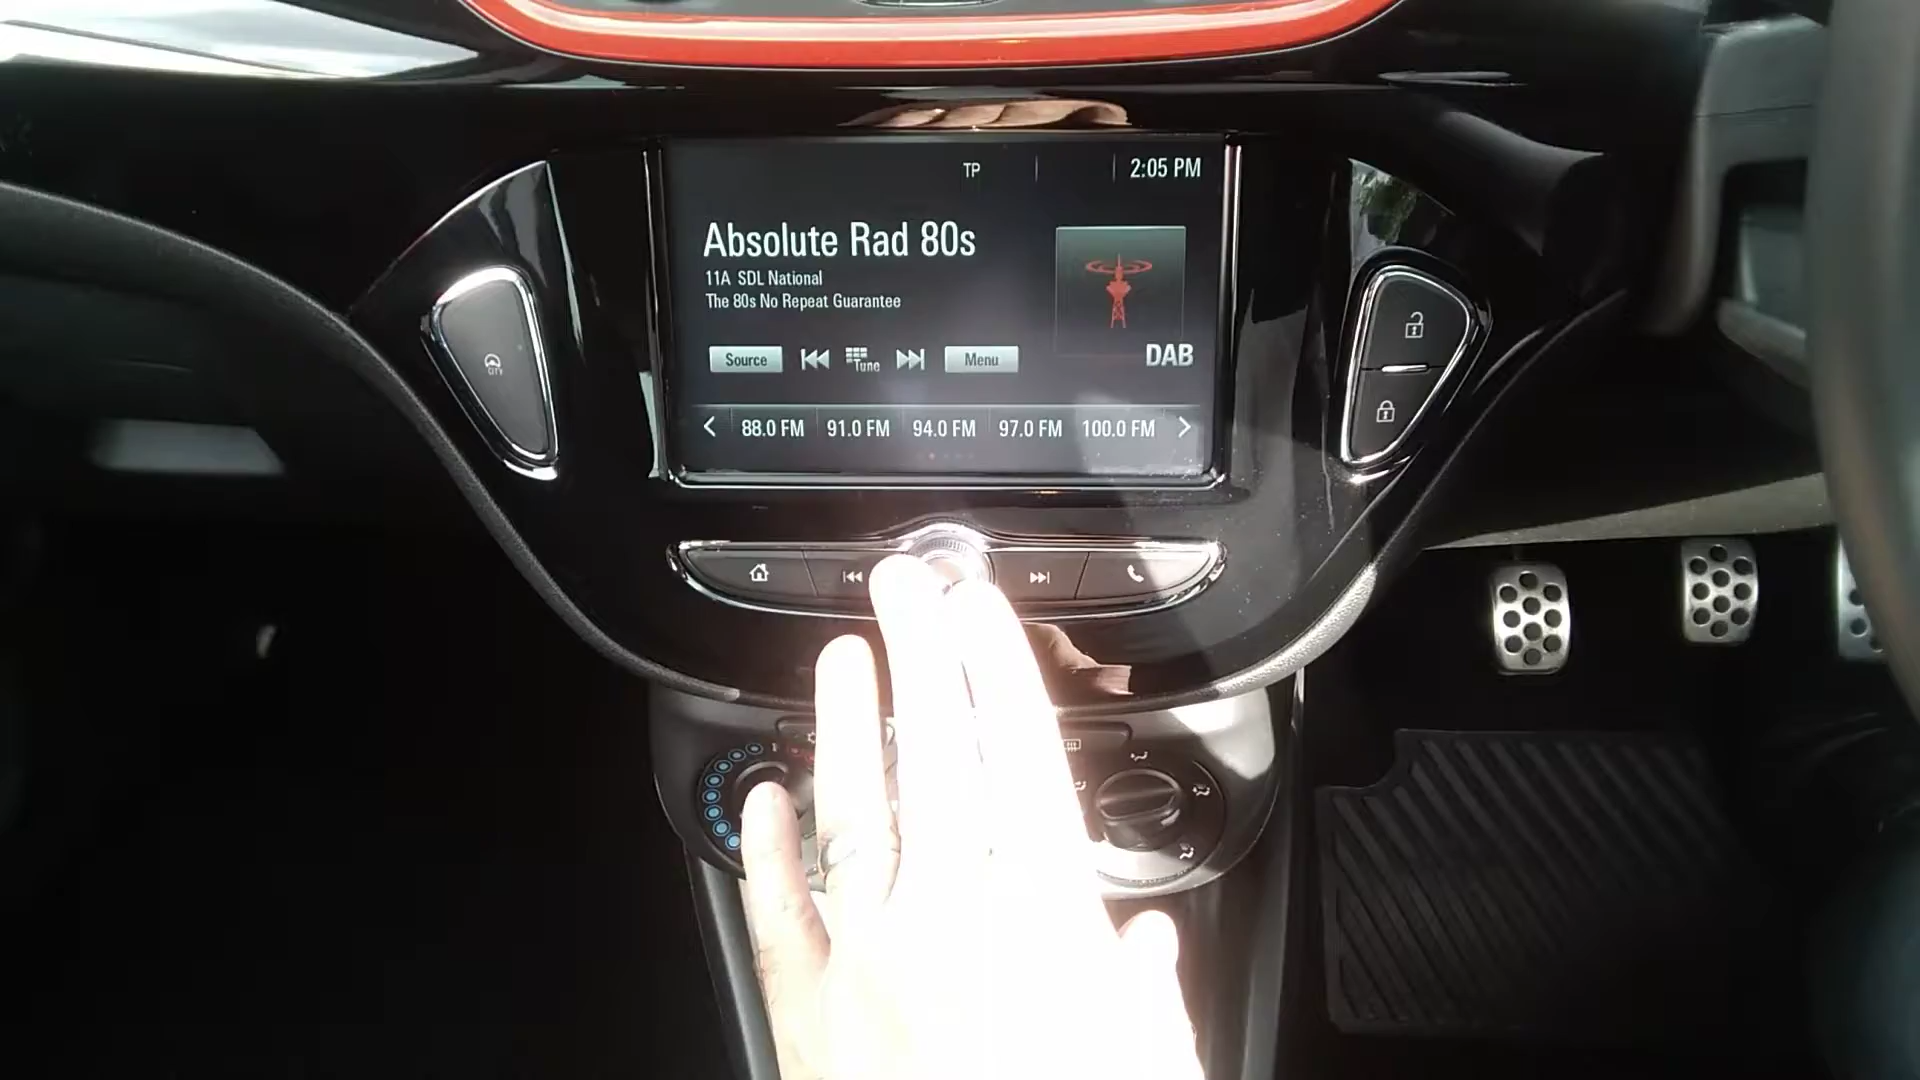 TP
2:05 PM
Absolute Rad 80s
11A SDL National
The 80s No Repeat Guarantee
Source
Tune
Menu
DAB
88.0 FM
91.0 FM
94.0 FM
97.0 FM
100.0 FM
CITY